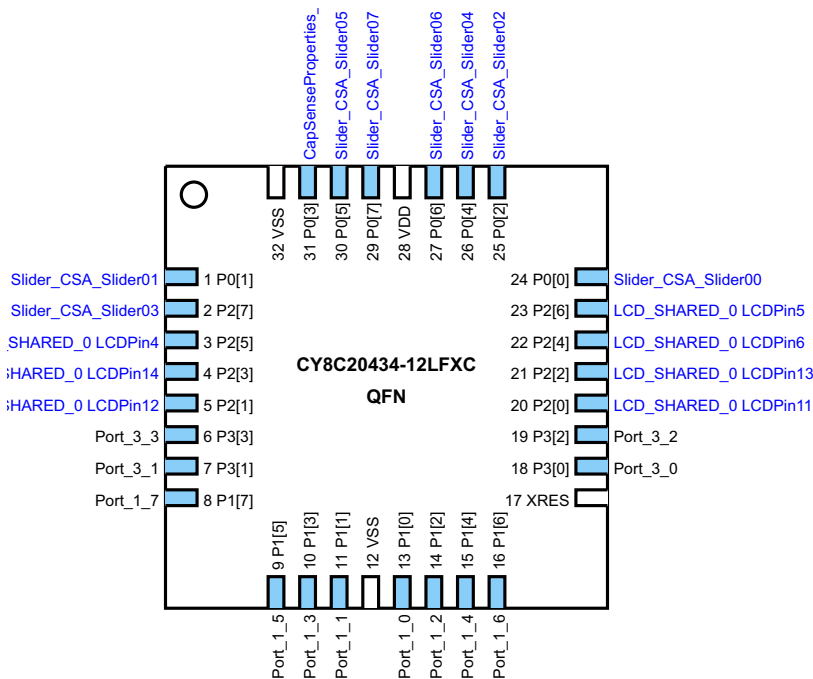 CapSenseProperties_
Slider_CSA_Slider05
Slider_CSA_Slider07
Slider_CSA_Slider06
Slider_CSA_Slider04
Slider_CSA_Slider02
32 VSS
31 P0[3]
30 P0[5]
29 P0[7]
28 VDD
27 P0[6]
26 P0[4]
25 P0[2]
Slider_CSA_Slider01 1 P0[1]
Slider_CSA_Slider03 2 P2[7]
_SHARED_0 LCDPin4 3 P2[5]
SHARED_0 LCDPin14 4 P2[3]
SHARED_0 LCDPin12 5 P2[1]
Port_3_3 6 P3[3]
Port_3_1 7 P3[1]
Port_1_7 8 P1[7]
CY8C20434-12LFXC
QFN
24 P0[0] Slider_CSA_Slider00
23 P2[6] LCD_SHARED_0 LCDPin5
22 P2[4] LCD_SHARED_0 LCDPin6
21 P2[2] LCD_SHARED_0 LCDPin13
20 P2[0] LCD_SHARED_0 LCDPin11
19 P3[2] Port_3_2
18 P3[0] Port_3_0
17 XRES
9 P1[5]
10 P1[3]
11 P1[1]
12 VSS
13 P1[0]
14 P1[2]
15 P1[4]
16 P1[6]
Port_1_5
Port_1_3
Port_1_1
Port_1_0
Port_1_2
Port_1_4
Port_1_6